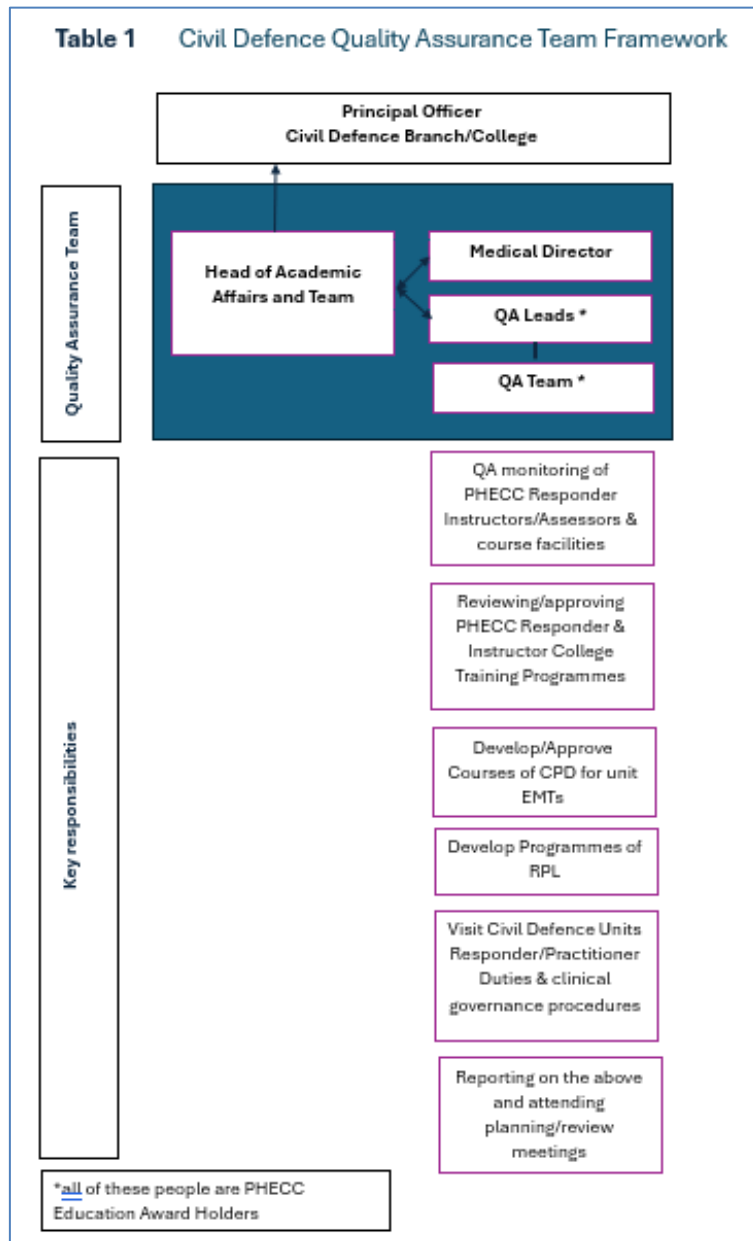 Table 1 Civil Defence Quality Assurance Team Framework
Principal Officer
Civil Defence Branch/College
Quality Assurance Team
Head of Academic
Affairs and Team
Medical Director
QA Leads *
QA Team *
Key responsibilities
QA monitoring of
PHECC Responder
Instructors/Assessors &
course facilities
Reviewing/approving
PHECC Responder &
Instructor College
Training Programmes
Develop/Approve
Courses of CPD for unit
EMTs
Develop Programmes of
RPL
Visit Civil Defence Units
Responder/Practitioner
Duties & clinical
governance procedures
Reporting on the above
and attending
planning/review
meetings
*all of these people are PHECC
Education Award Holders